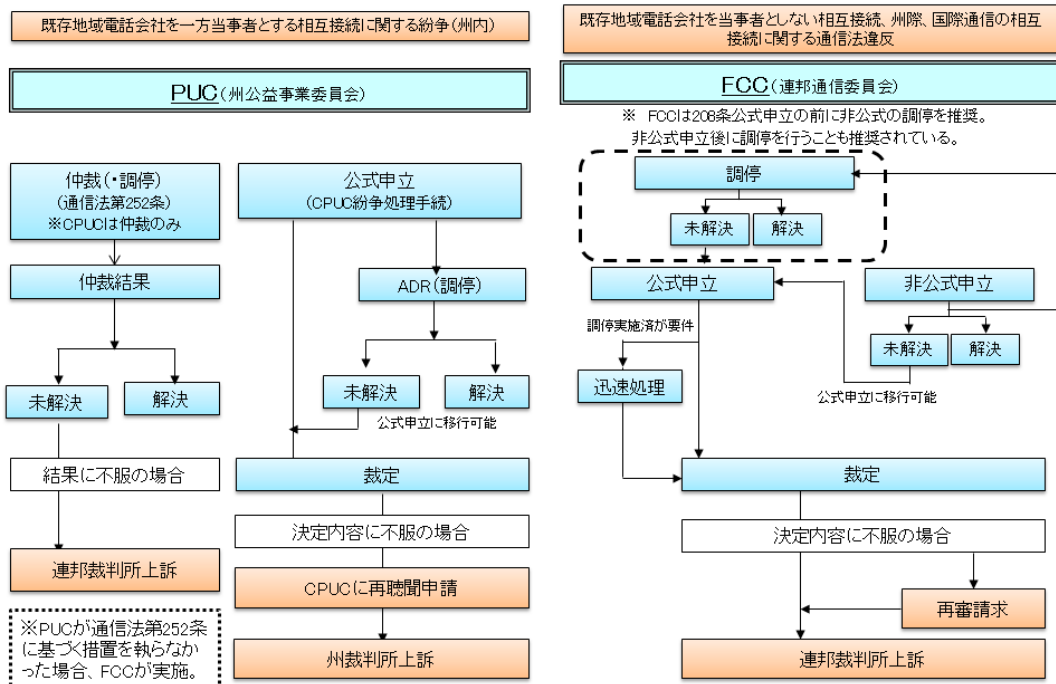 既存地域電話会社を一方当事者とする相互接続に関する紛争(州内)
PUC(州公益事業委員会)
仲裁(・調停)
(通信法第252条)
※CPUCは仲裁のみ
仲裁結果
未解決
解決
結果に不服の場合
連邦裁判所上訴
※PUCが通信法第252条
に基づく措置を執らなか
った場合、FCCが実施。
公式申立
(CPUC紛争処理手続)
ADR(調停)
未解決
解決
公式申立に移行可能
裁定
決定内容に不服の場合
CPUCに再聴聞申請
州裁判所上訴
既存地域電話会社を当事者としない相互接続、州際、国際通信の相互
接続に関する通信法違反
FCC(連邦通信委員会)
※ FCCは208条公式申立の前に非公式の調停を推奨。
非公式申立後に調停を行うことも推奨されている。
調停
未解決
解決
公式申立
非公式申立
調停実施済が要件
未解決
解決
迅速処理
公式申立に移行可能
裁定
決定内容に不服の場合
再審請求
連邦裁判所上訴